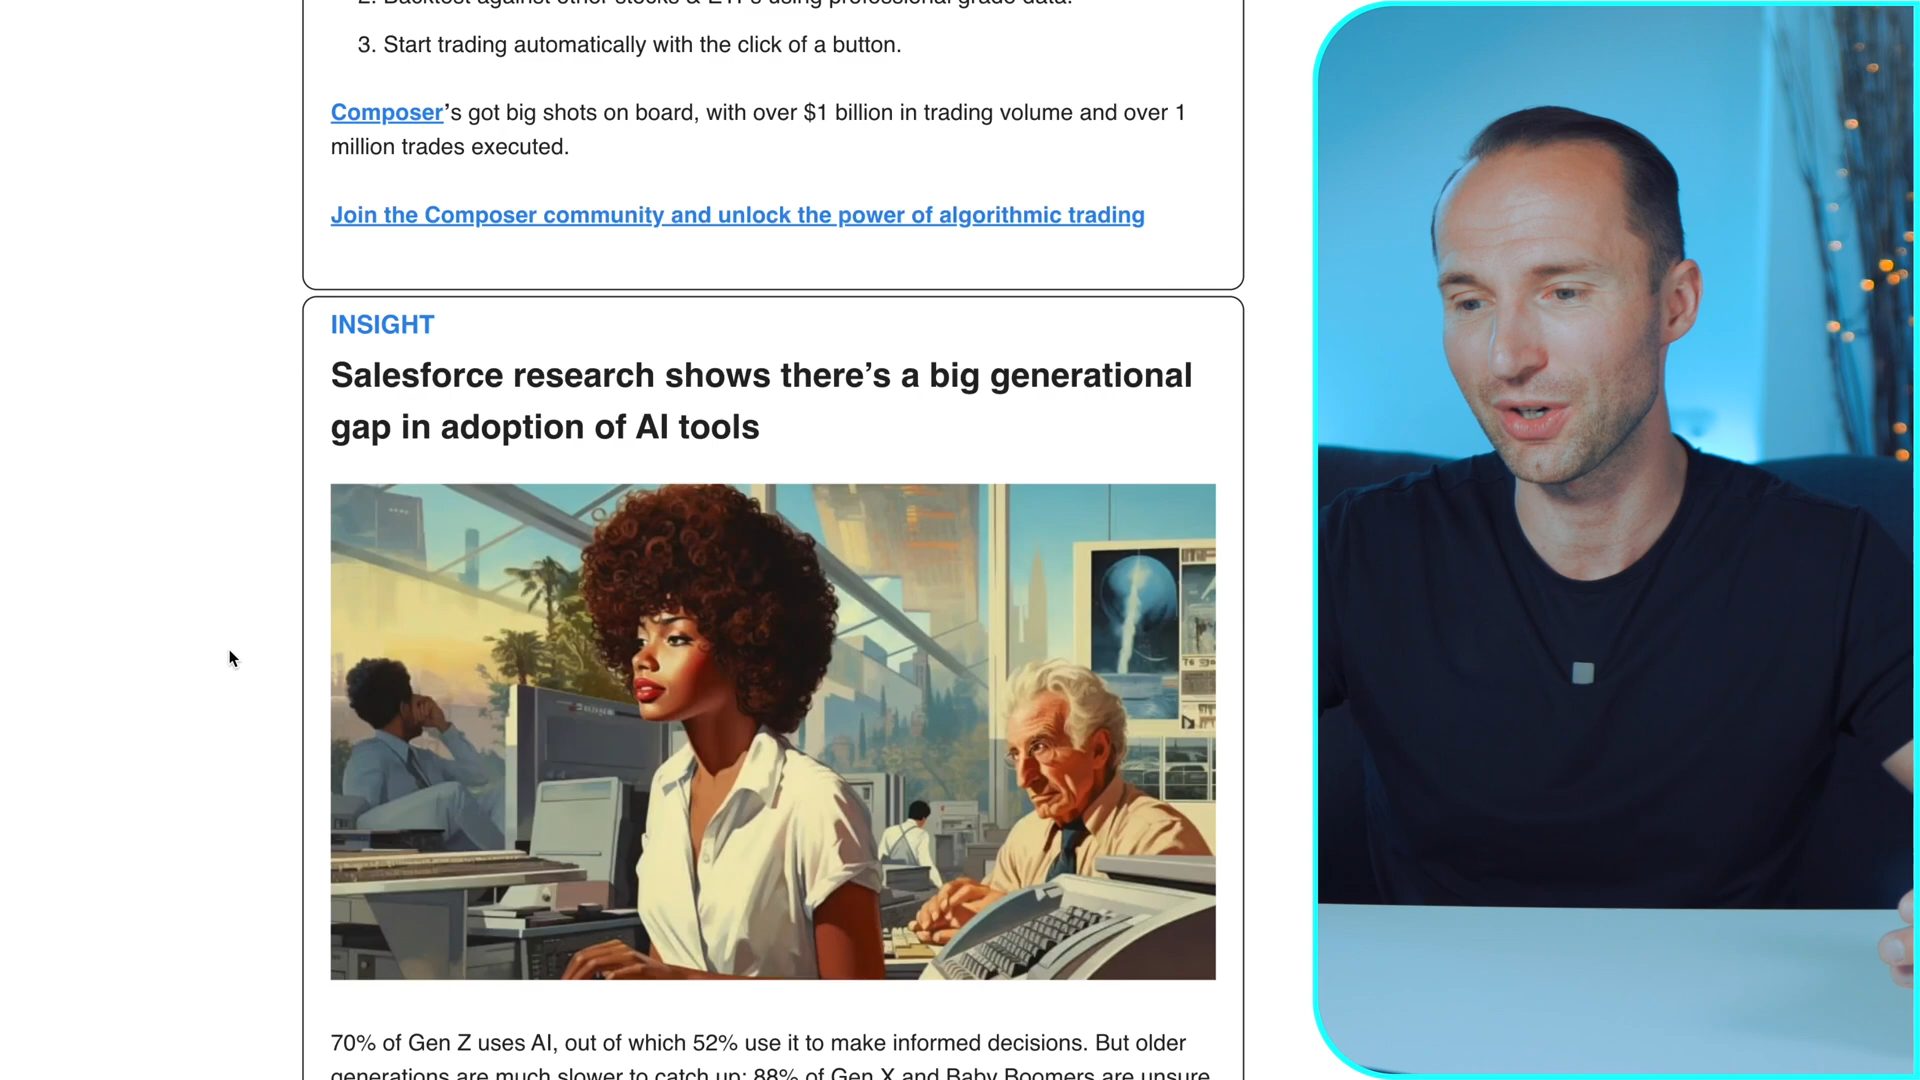 2. Backtest against other stocks & ETFs using professional grade data.
3. Start trading automatically with the click of a button.
Composer’s got big shots on board, with over $1 billion in trading volume and over 1
million trades executed.
Join the Composer community and unlock the power of algorithmic trading
INSIGHT
Salesforce research shows there’s a big generational
gap in adoption of AI tools
70% of Gen Z uses AI, out of which 52% use it to make informed decisions. But older
generations are much slower to catch up: 88% of Gen X and Baby Boomers are unsure